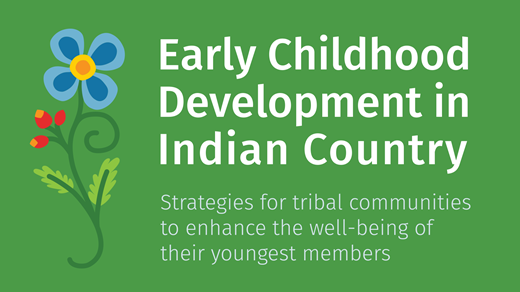 Early Childhood
Development in
Indian Country
Strategies for tribal communities
to enhance the well-being of
their youngest members